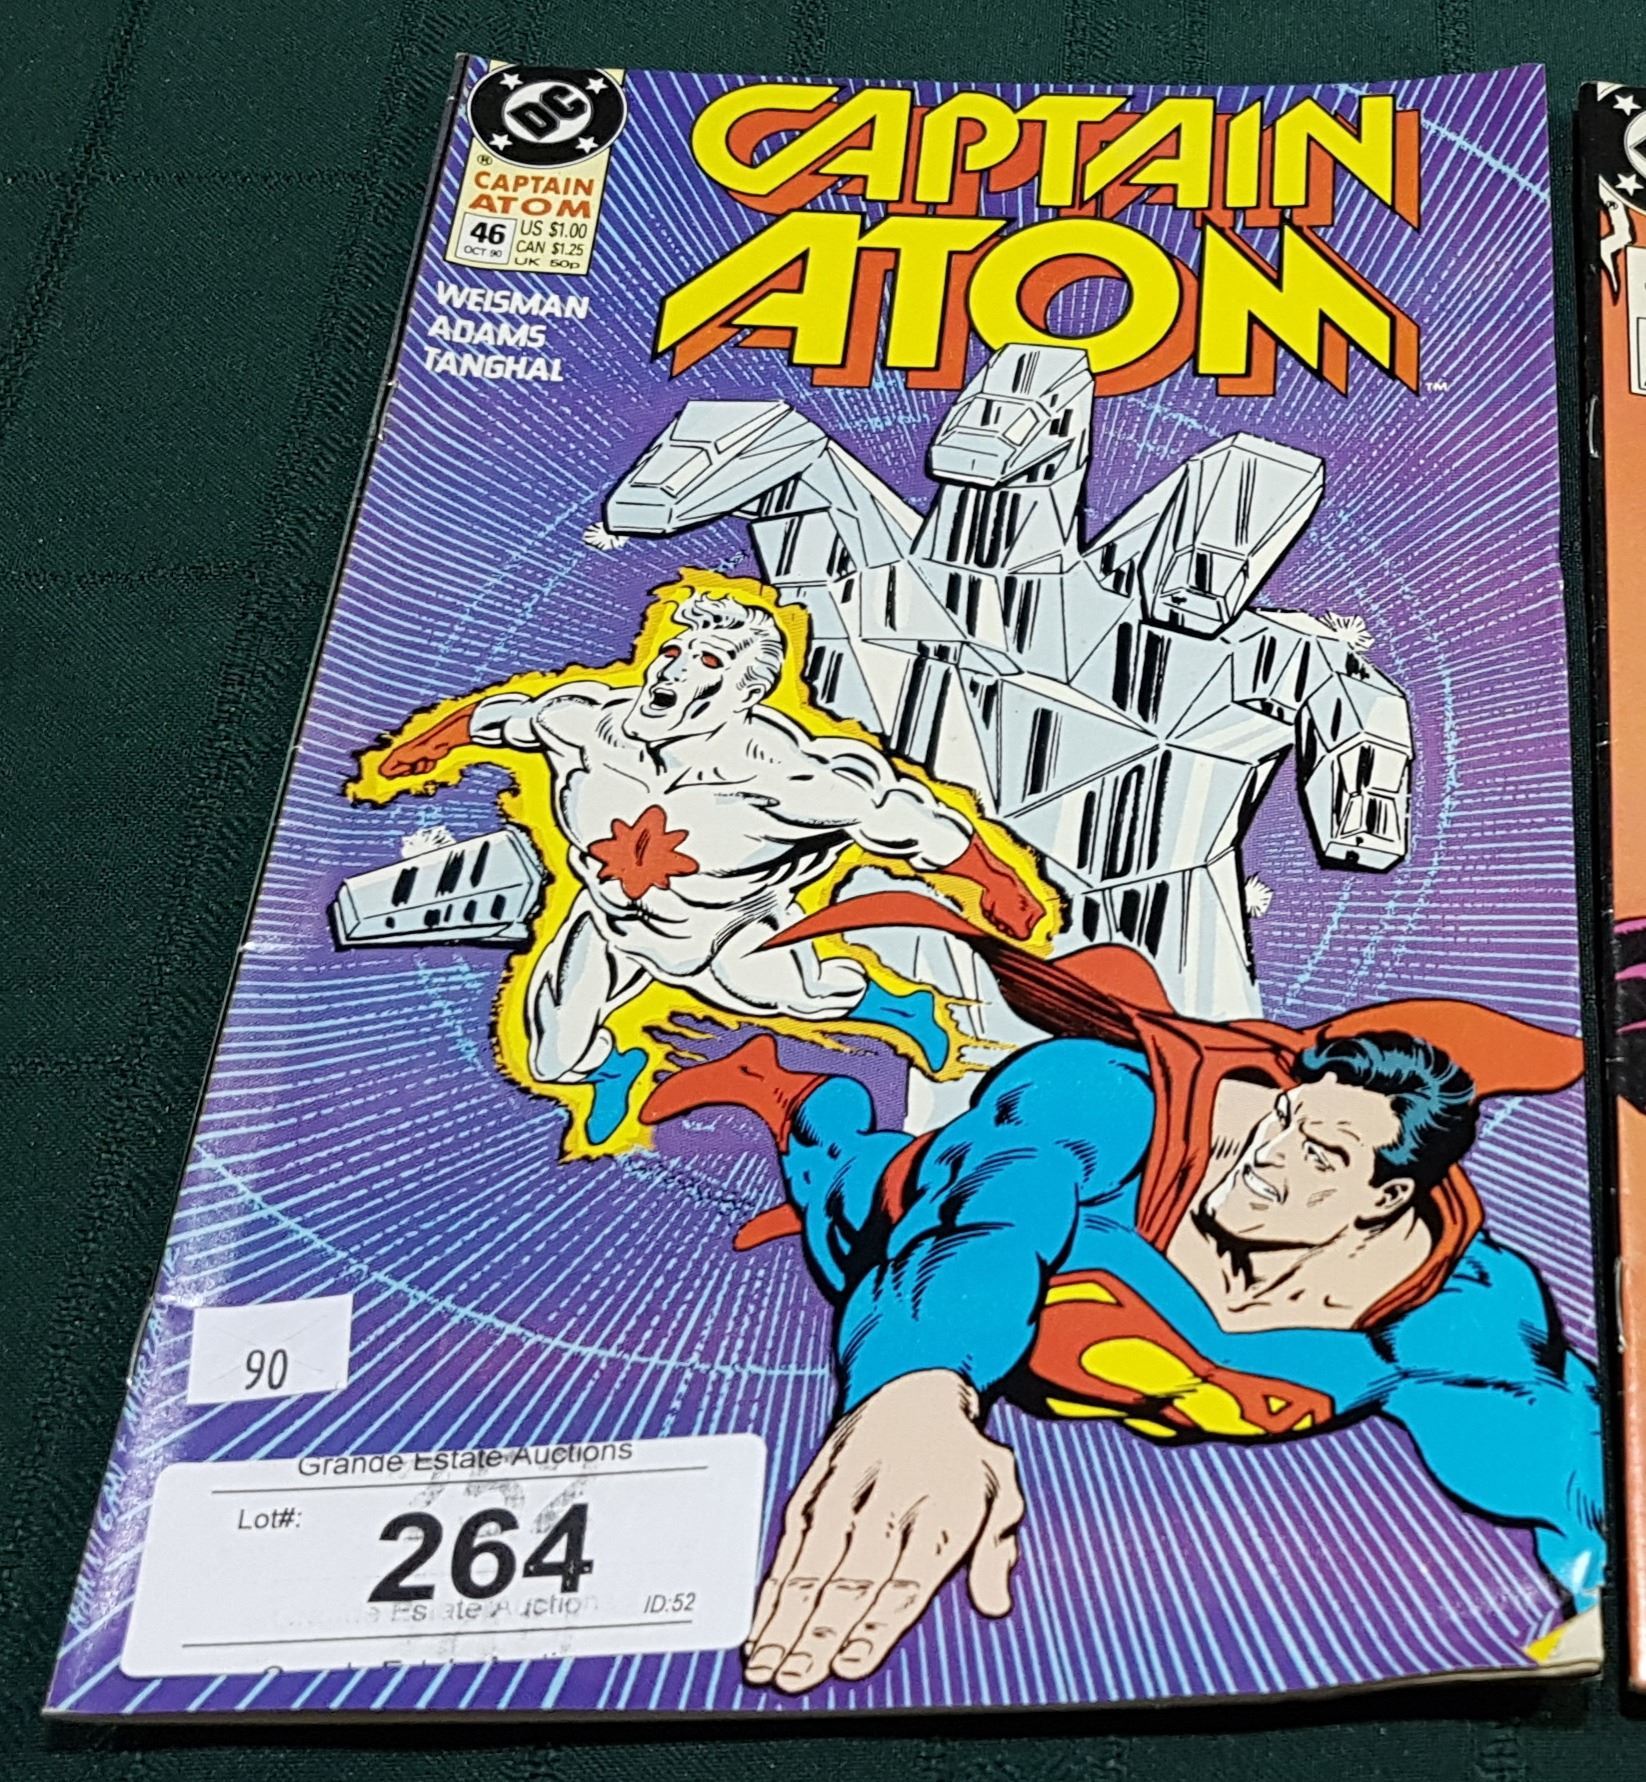 DC
®
CAPTAIN
ATOM
46
OCT 90
US $1.00
CAN $1.25
UK 50p
WEISMAN
ADAMS
TANGHAL
CAPTAIN
ATOM
TM
90
Grande Estate Auctions
Lot#:
264
ID:52